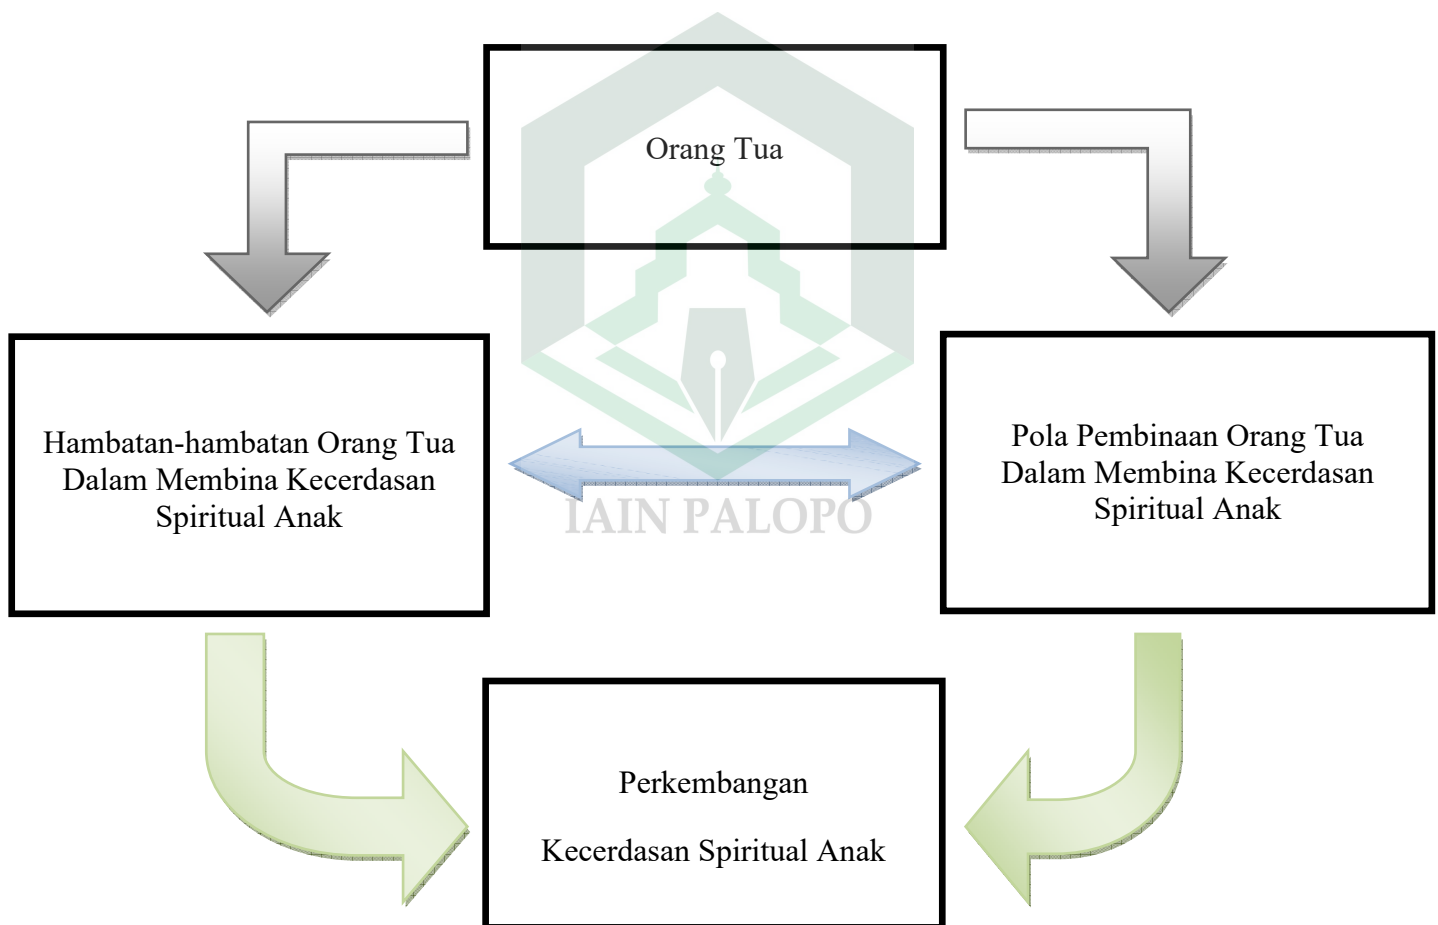 Orang Tua
Hambatan-hambatan Orang Tua
Dalam Membina Kecerdasan
Spiritual Anak
Pola Pembinaan Orang Tua
Dalam Membina Kecerdasan
Spiritual Anak
IAIN PALOPO
Perkembangan
Kecerdasan Spiritual Anak